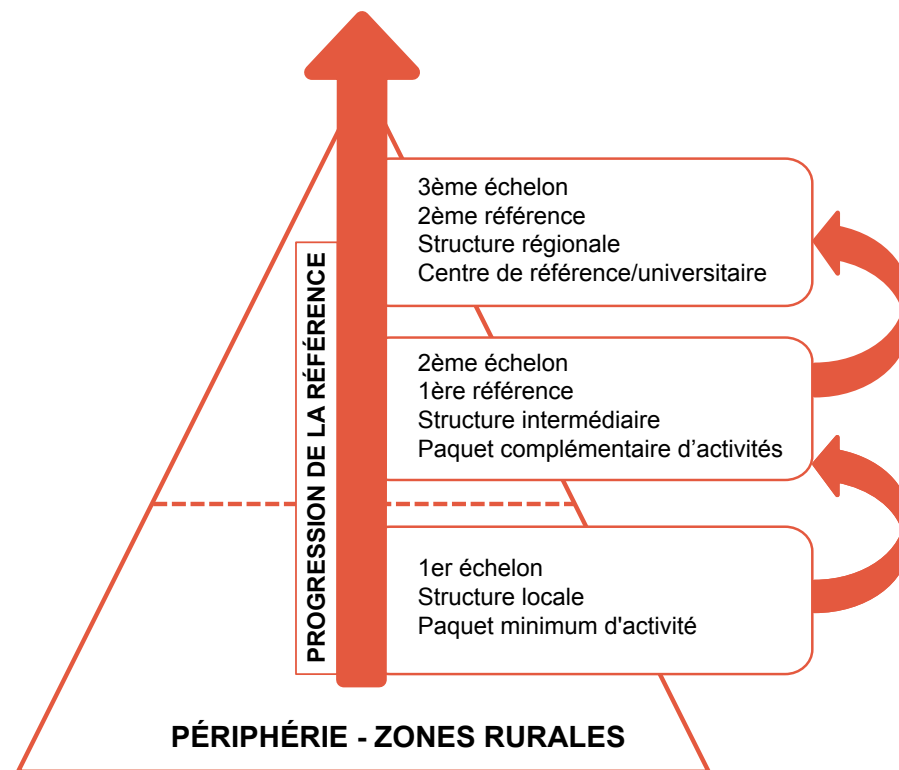 3ème échelon
2ème référence
Structure régionale
Centre de référence/universitaire
PROGRESSION DE LA RÉFÉRENCE
2ème échelon
1ère référence
Structure intermédiaire
Paquet complémentaire d’activités
1er échelon
Structure locale
Paquet minimum d'activité
PÉRIPHÉRIE - ZONES RURALES